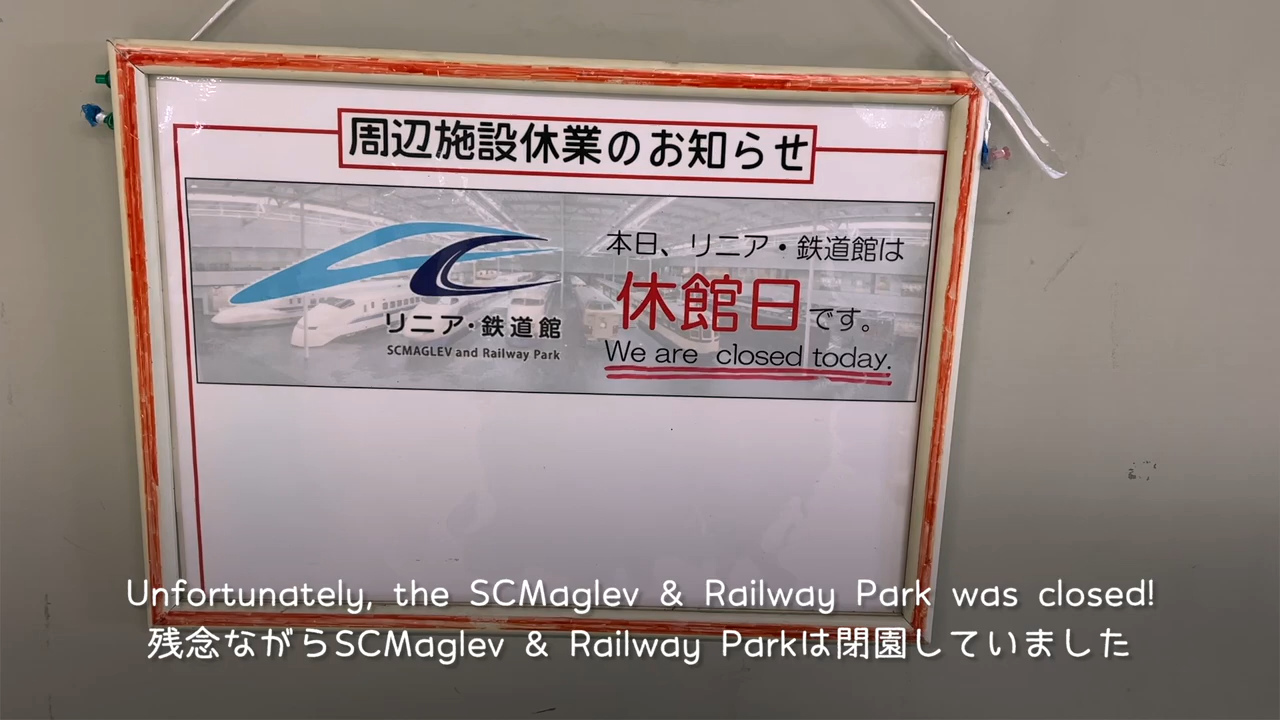 周辺施設休業のお知らせ
リニア・鉄道館
SCMAGLEV and Railway Park
本日、リニア・鉄道館は
休館日です。
We are closed today.
Unfortunately, the SCMaglev & Railway Park was closed!
残念ながらSCMaglev & Railway Parkは閉園していました